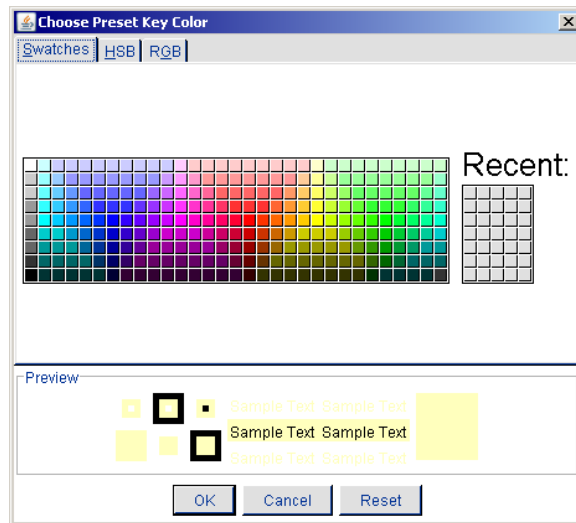 Choose Preset Key Color
Swatches HSB RGB
Recent:
Preview
Sample Text Sample Text
Sample Text Sample Text
Sample Text Sample Text
OK Cancel Reset